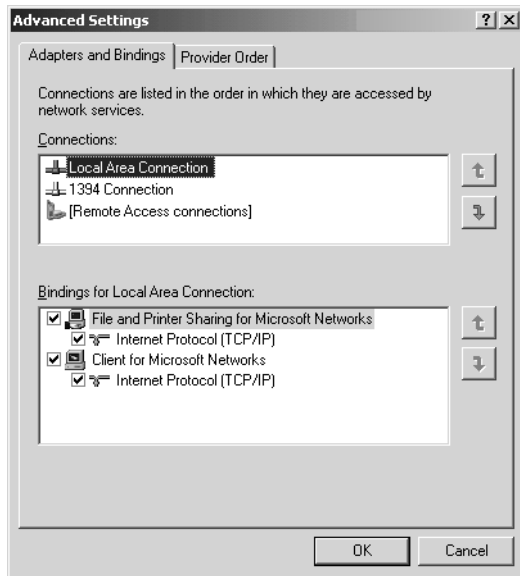 Advanced Settings
Adapters and Bindings Provider Order
Connections are listed in the order in which they are accessed by
network services.
Connections:
Local Area Connection
1394 Connection
[Remote Access connections]
Bindings for Local Area Connection:
File and Printer Sharing for Microsoft Networks
Internet Protocol (TCP/IP)
Client for Microsoft Networks
Internet Protocol (TCP/IP)
OK Cancel